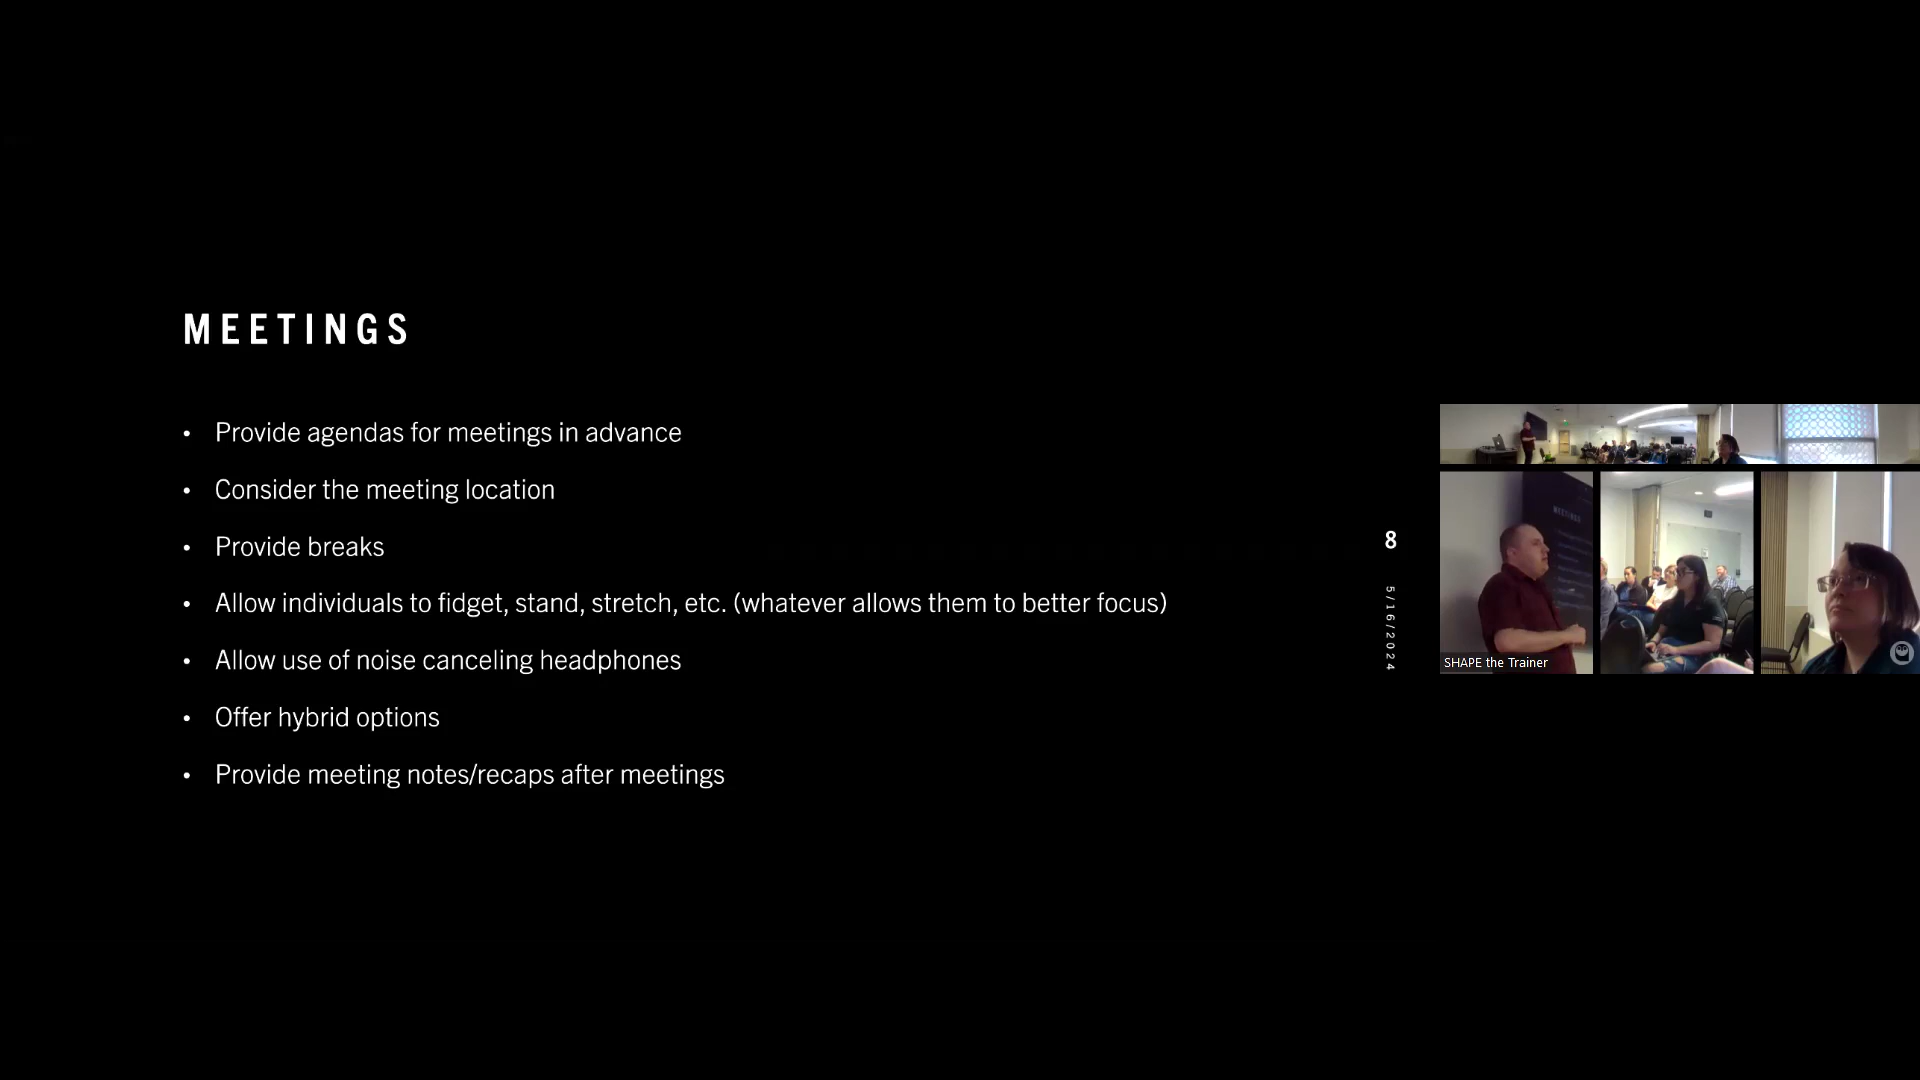 MEETINGS
• Provide agendas for meetings in advance
• Consider the meeting location
• Provide breaks
• Allow individuals to fidget, stand, stretch, etc. (whatever allows them to better focus)
• Allow use of noise canceling headphones
• Offer hybrid options
• Provide meeting notes/recaps after meetings
8
5/16/2024
MEETINGS
SHAPE the Trainer